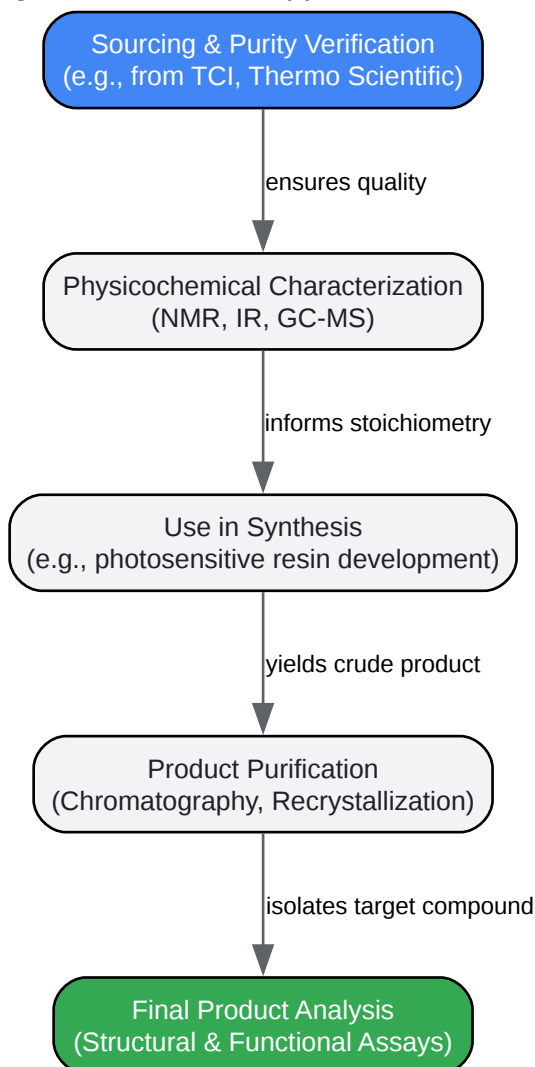 Sourcing & Purity Verification
(e.g., from TCI, Thermo Scientific)
ensures quality
Physicochemical Characterization
(NMR, IR, GC-MS)
informs stoichiometry
Use in Synthesis
(e.g., photosensitive resin development)
yields crude product
Product Purification
(Chromatography, Recrystallization)
isolates target compound
Final Product Analysis
(Structural & Functional Assays)